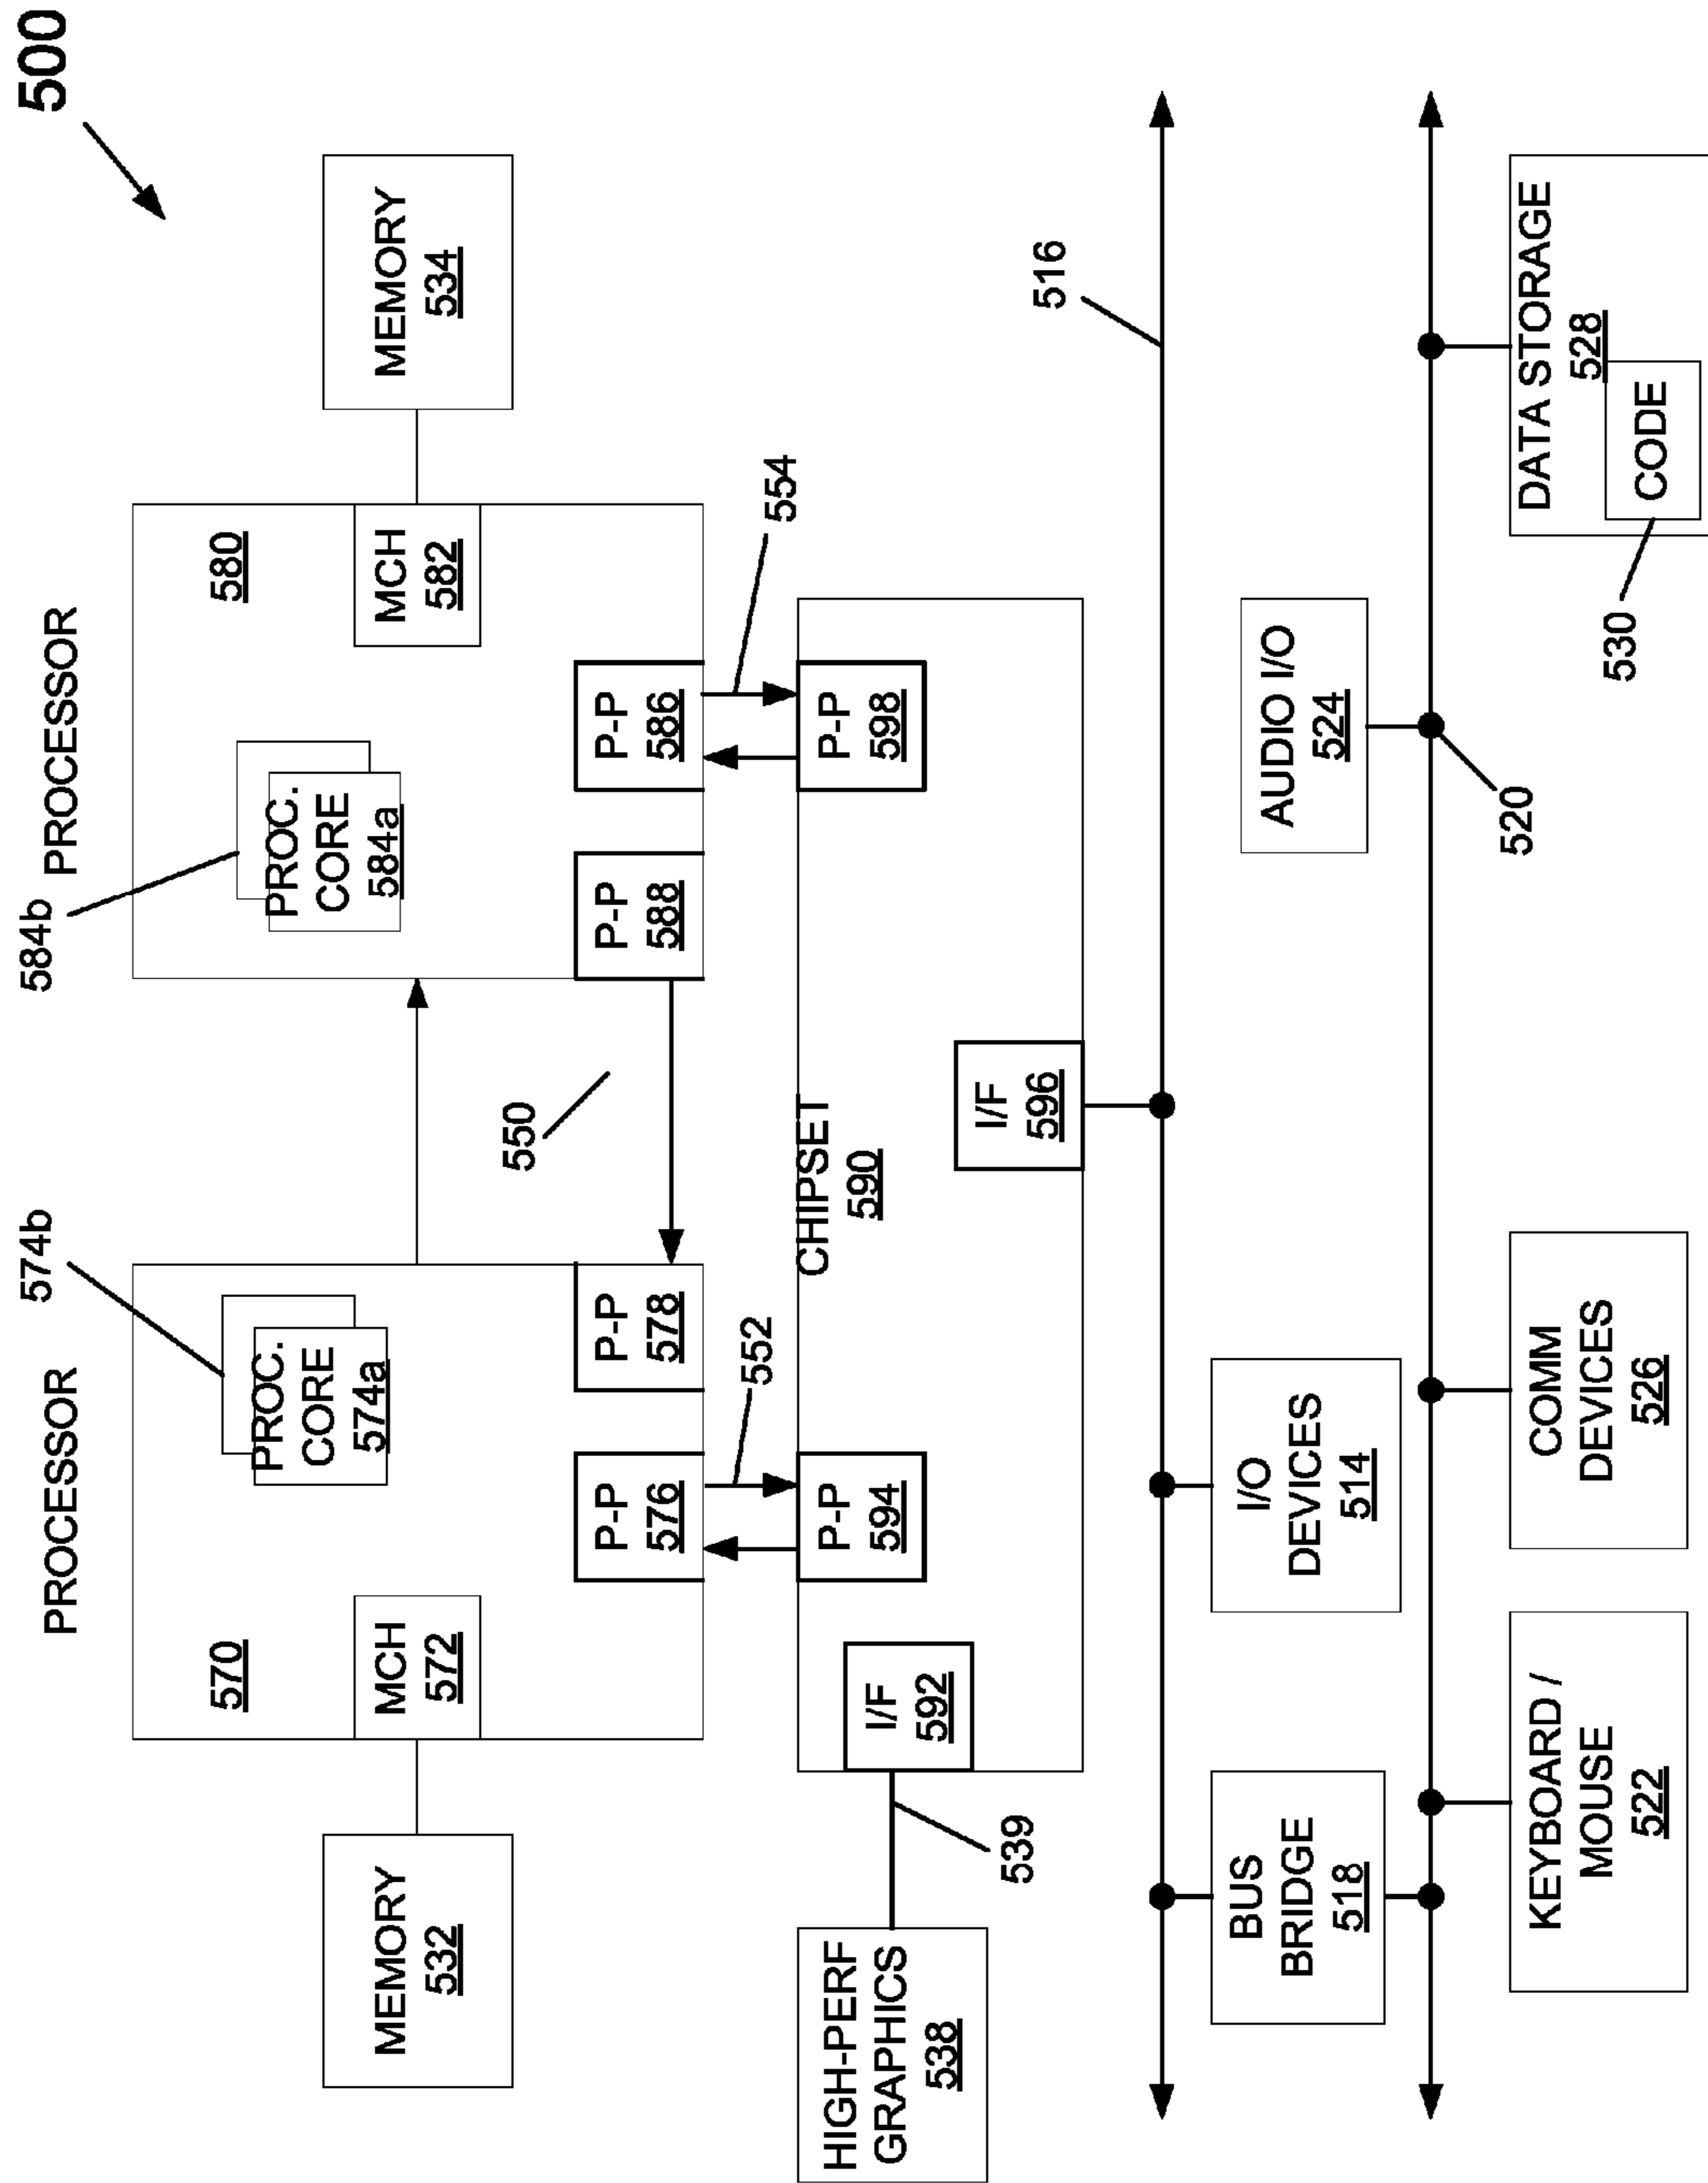 500
PROCESSOR
574b
584b
PROCESSOR
570
PROC.
CORE
574a
PROC.
CORE
584a
580
MEMORY
532
MCH
572
MCH
582
MEMORY
534
550
P-P
576
P-P
578
P-P
588
P-P
586
552
554
HIGH-PERF
GRAPHICS
538
539
I/F
592
P-P
594
CHIPSET
590
P-P
598
I/F
596
516
BUS
BRIDGE
518
I/O
DEVICES
514
AUDIO I/O
524
520
KEYBOARD /
MOUSE
522
COMM
DEVICES
526
530
DATA STORAGE
528
CODE